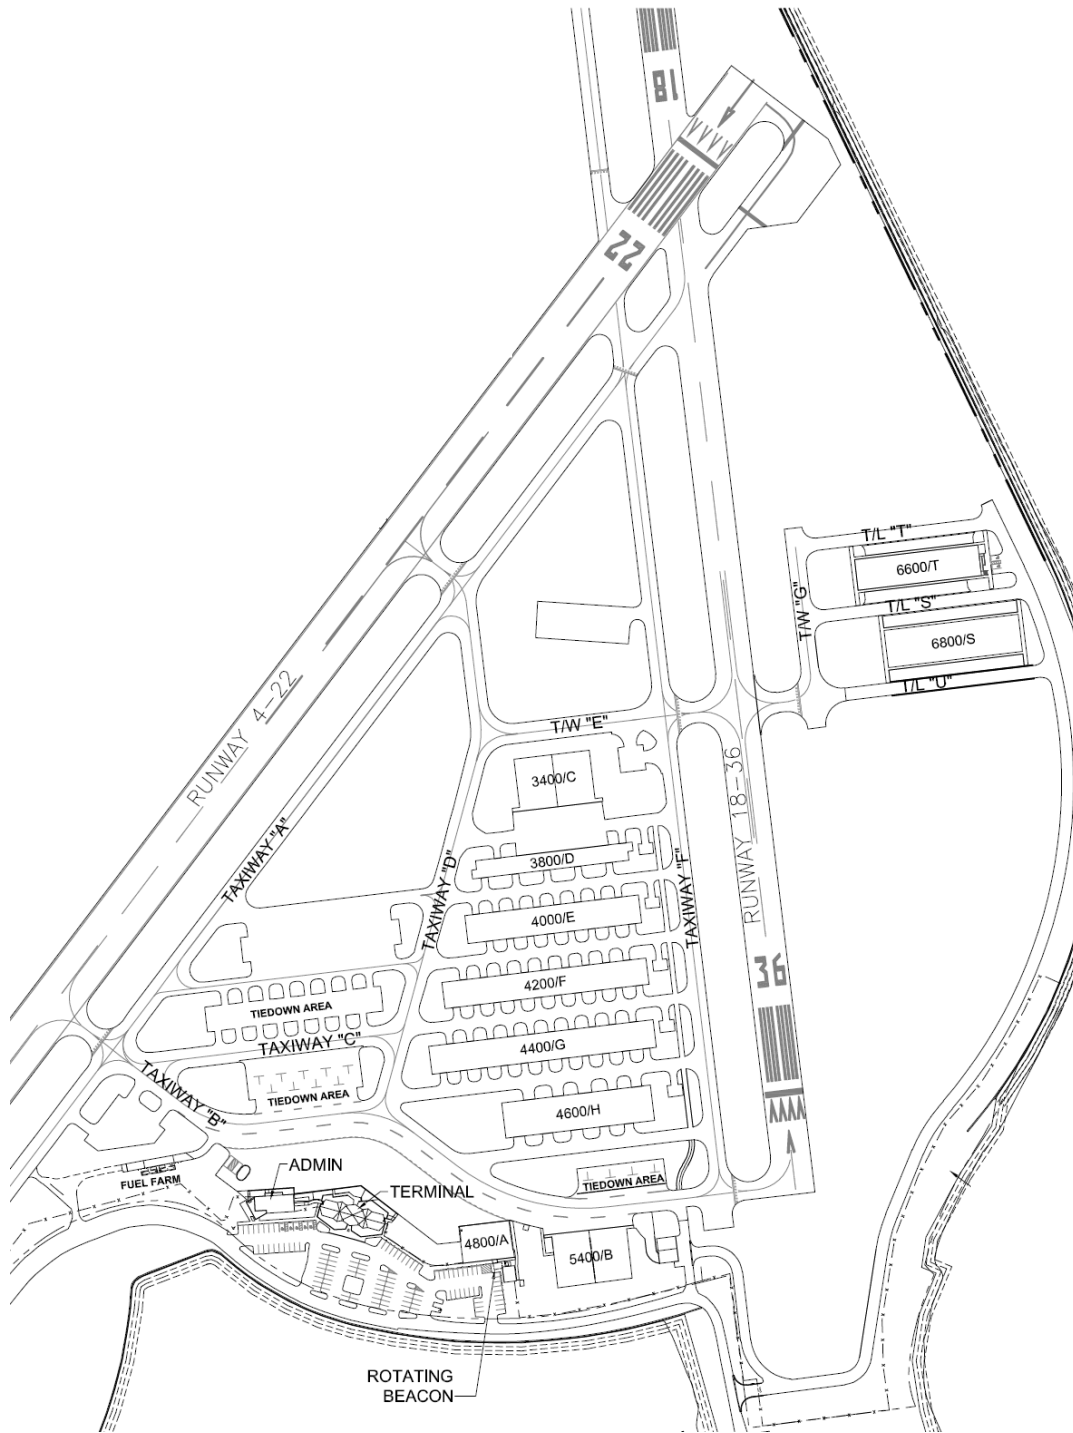 18
22
T/L "T"
6600/T
T/W "G"
T/L "S"
6800/S
T/L "U"
RUNWAY 4-22
T/W "E"
3400/C
RUNWAY 18-36
TAXIWAY "A"
TAXIWAY "D"
3800/D
TAXIWAY "F"
4000/E
36
4200/F
TIEDOWN AREA
TAXIWAY "C"
4400/G
TAXIWAY "B"
TIEDOWN AREA
4600/H
ADMIN
FUEL FARM
TERMINAL
TIEDOWN AREA
4800/A
5400/B
ROTATING
BEACON